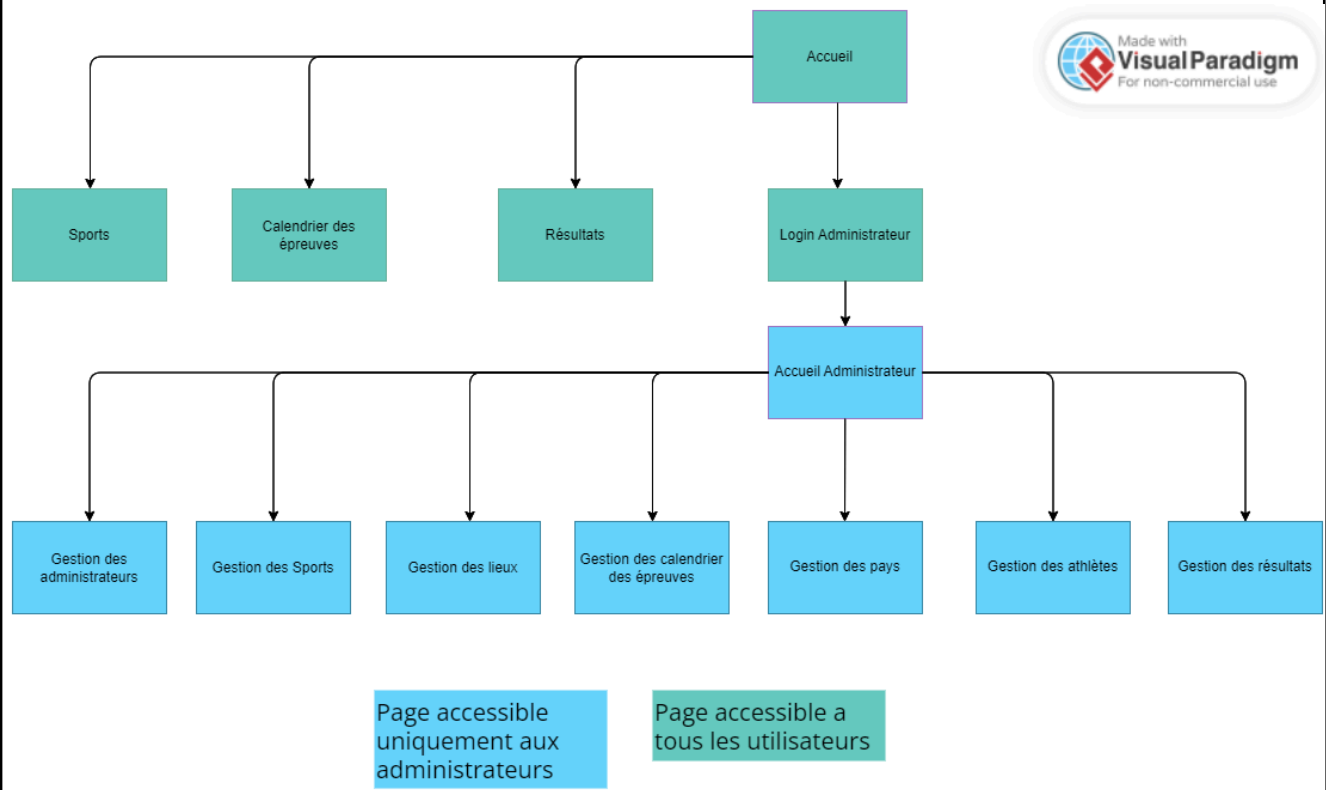 Accueil
Made with
Visual Paradigm
For non-commercial use
Sports
Calendrier des
épreuves
Résultats
Login Administrateur
Accueil Administrateur
Gestion des
administrateurs
Gestion des Sports
Gestion des lieux
Gestion des calendrier
des épreuves
Gestion des pays
Gestion des athlètes
Gestion des résultats
Page accessible
uniquement aux
administrateurs
Page accessible a
tous les utilisateurs